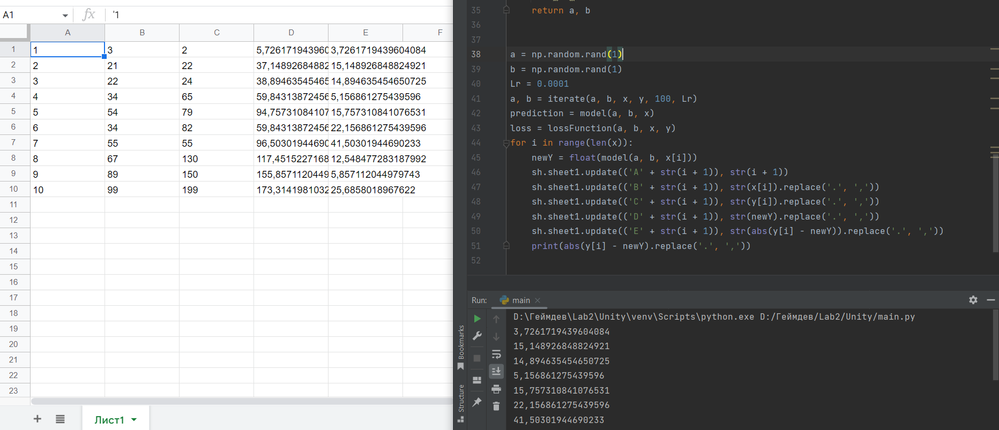 A1 fx '1
A B C D E F
1 1 3 2 5,726171943960 3,7261719439604084
2 2 21 22 37,148926848882 15,148926848824921
3 3 22 24 38,894635454465 14,894635454650725
4 4 34 65 59,843138724456 5,156861275439596
5 5 54 79 94,75731084107 15,757310841076531
6 6 34 82 59,843138724456 22,156861275439596
7 7 55 55 96,50301944690 41,50301944690233
8 8 67 130 117,4515227168 12,548477283187992
9 9 89 150 155,8571120449 5,857112044979743
10 10 99 199 173,3141981032 25,6858018967622
11
12
13
14
15
16
17
18
19
20
21
22
23
Лист1
35 return a, b
36
37
38 a = np.random.rand(1)
39 b = np.random.rand(1)
40 Lr = 0.0001
41 a, b = iterate(a, b, x, y, 100, Lr)
42 prediction = model(a, b, x)
43 loss = lossFunction(a, b, x, y)
44 for i in range(len(x)):
45 newY = float(model(a, b, x[i]))
46 sh.sheet1.update(('A' + str(i + 1)), str(i + 1))
47 sh.sheet1.update(('B' + str(i + 1)), str(x[i]).replace('.', ','))
48 sh.sheet1.update(('C' + str(i + 1)), str(y[i]).replace('.', ','))
49 sh.sheet1.update(('D' + str(i + 1)), str(newY).replace('.', ','))
50 sh.sheet1.update(('E' + str(i + 1)), str(abs(y[i] - newY)).replace('.', ','))
51 print(abs(y[i] - newY).replace('.', ','))
52
Run: main
Bookmarks
Structure
D:\Геймдев\Lab2\Unity\venv\Scripts\python.exe D:/Геймдев/Lab2/Unity/main.py
3,7261719439604084
15,148926848824921
14,894635454650725
5,156861275439596
15,757310841076531
22,156861275439596
41,50301944690233